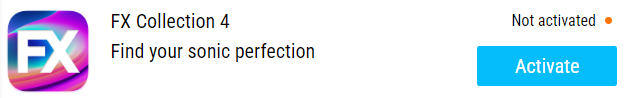 FX
FX Collection 4
Find your sonic perfection
Not activated
Activate